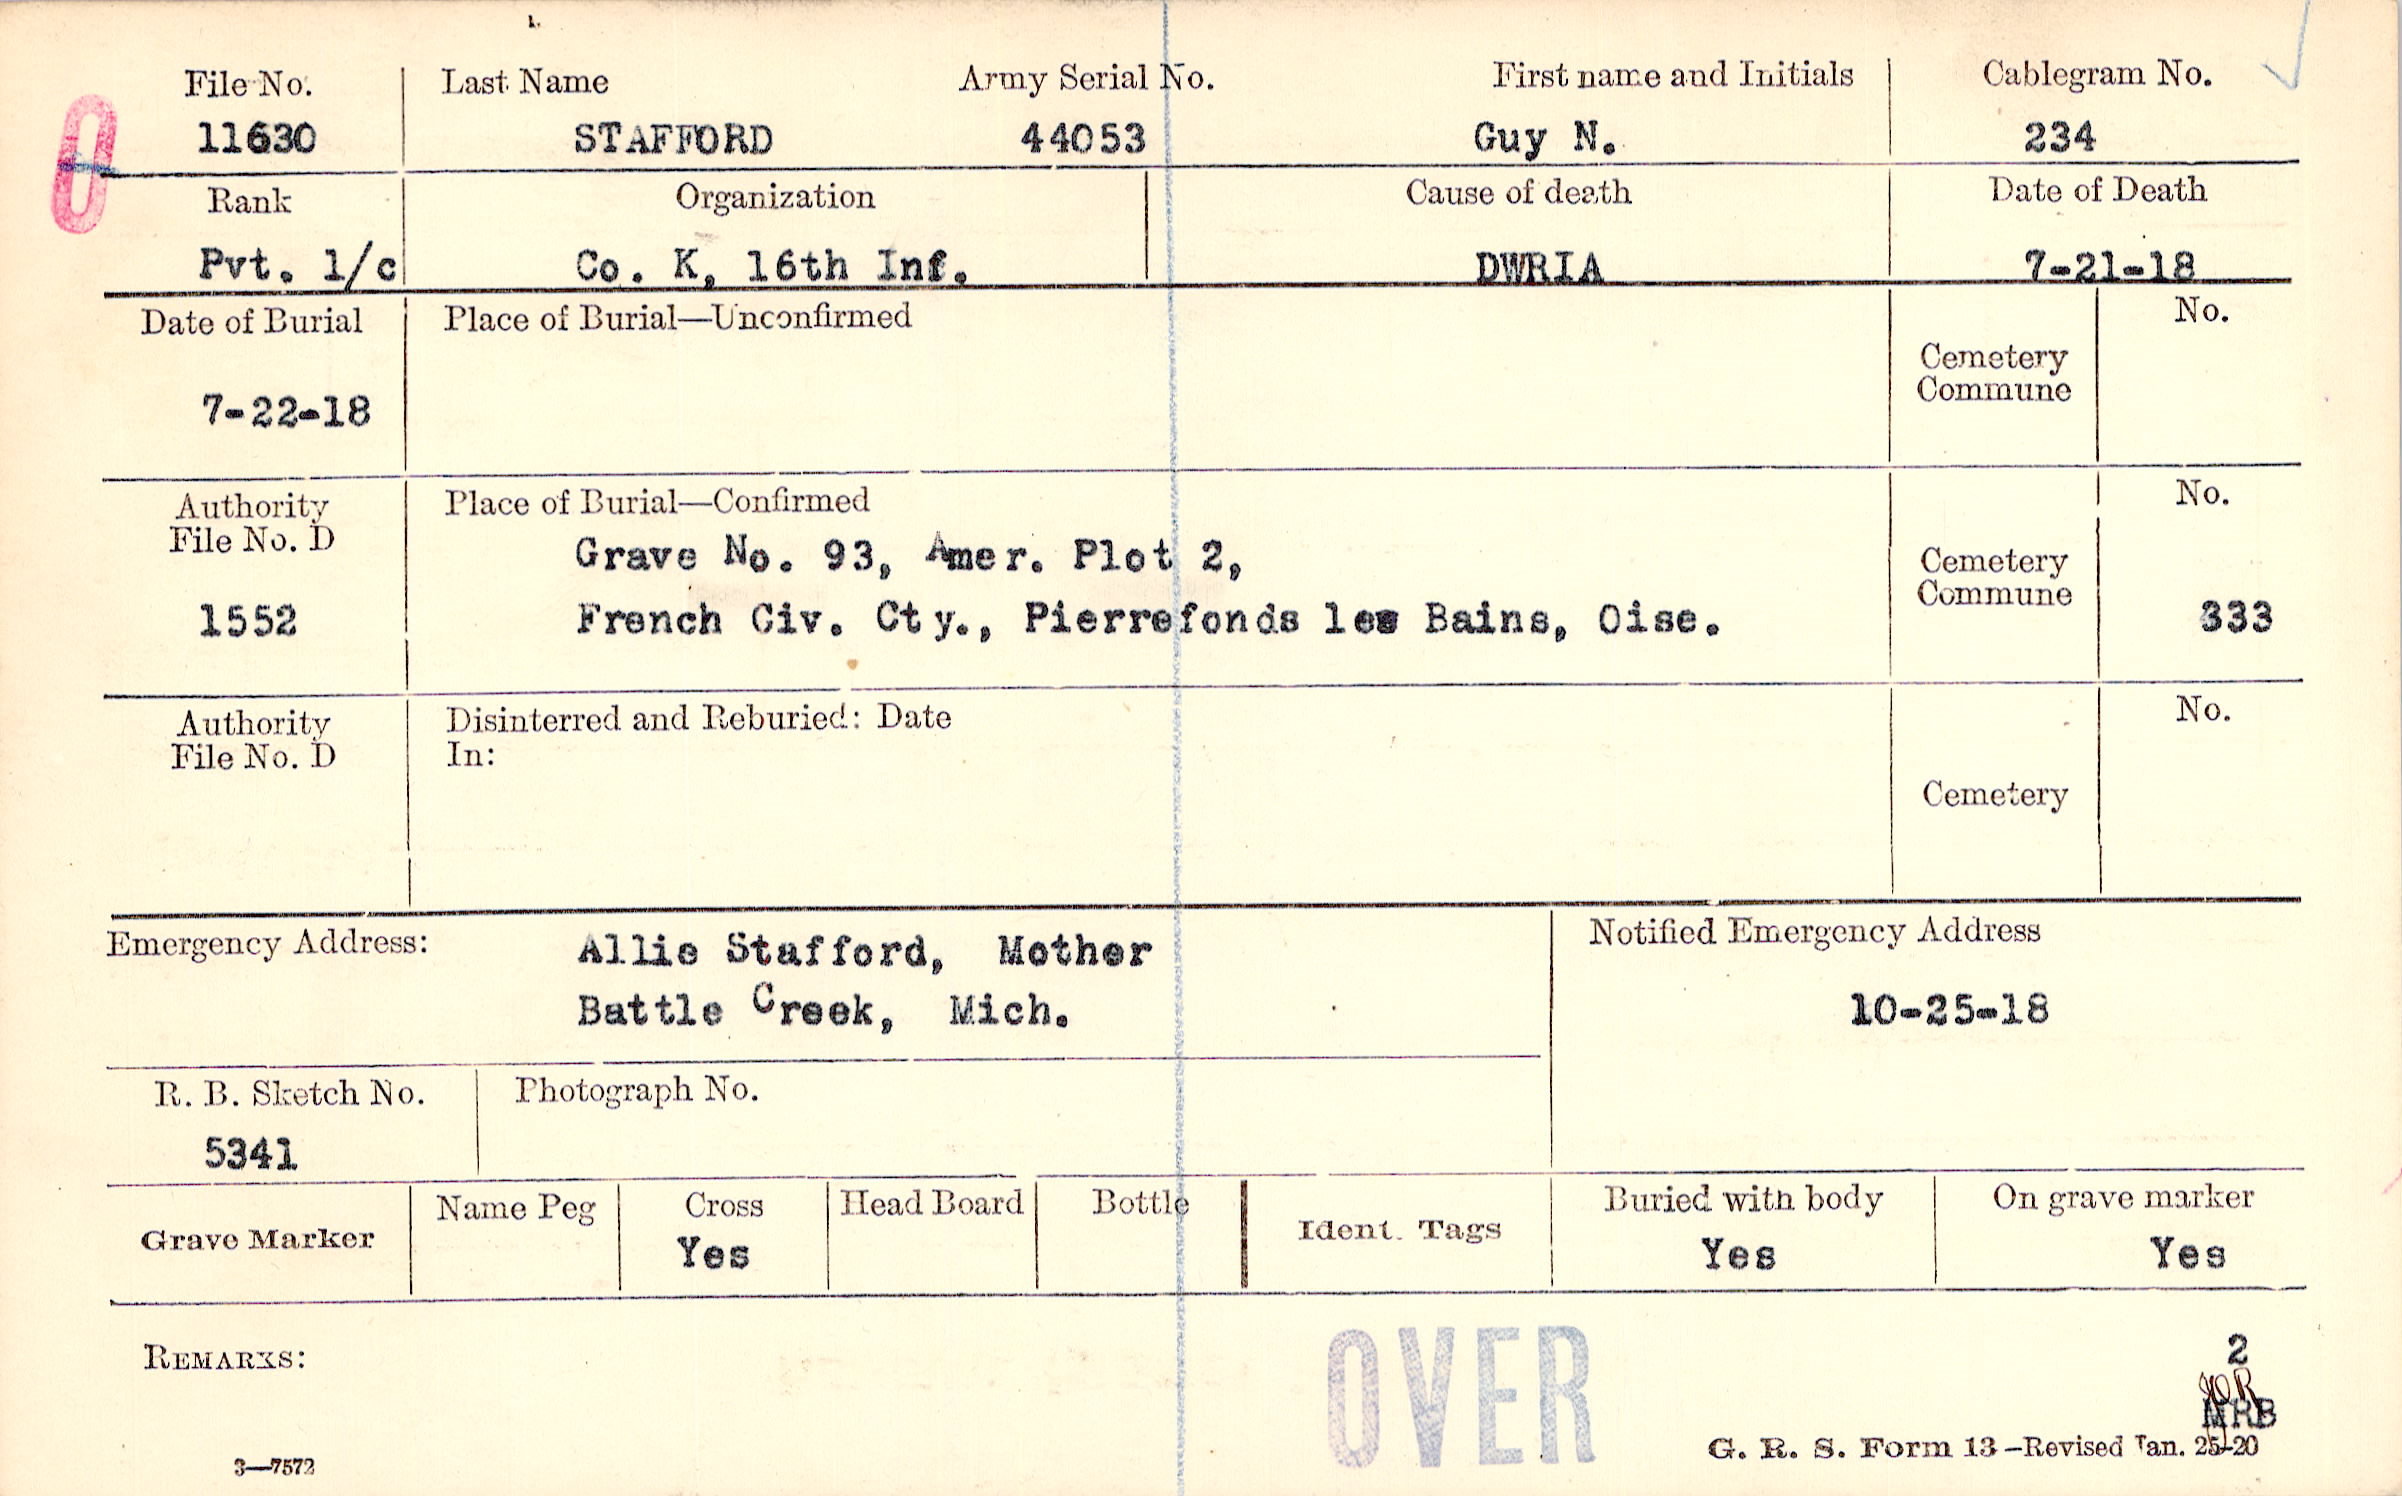 File No.
Last Name
Army Serial No.
First name and Initials
Cablegram No.
11630
STAFFORD
44053
Guy N.
234
0
Rank
Organization
Cause of death
Date of Death
Pvt. 1/c
Co. K, 16th Inf.
DWRIA
7-21-18
Date of Burial
Place of Burial—Unconfirmed
No.
Cemetery
Commune
7-22-18
Authority
File No. D
Place of Burial—Confirmed
No.
Grave No. 93, Amer. Plot 2,
Cemetery
Commune
1552
French Civ. Cty., Pierrefonds les Bains, Oise.
333
Authority
File No. D
Disinterred and Reburied: Date
In:
No.
Cemetery
Emergency Address:
Allie Stafford, Mother
Battle Creek, Mich.
Notified Emergency Address
10-25-18
R. B. Sketch No.
Photograph No.
5341
Grave Marker
Name Peg
Cross
Head Board
Bottle
Ident. Tags
Buried with body
On grave marker
Yes
Yes
Yes
REMARKS:
OVER
2
MRB
3—7572
G. R. S. Form 13—Revised Jan. 25-20